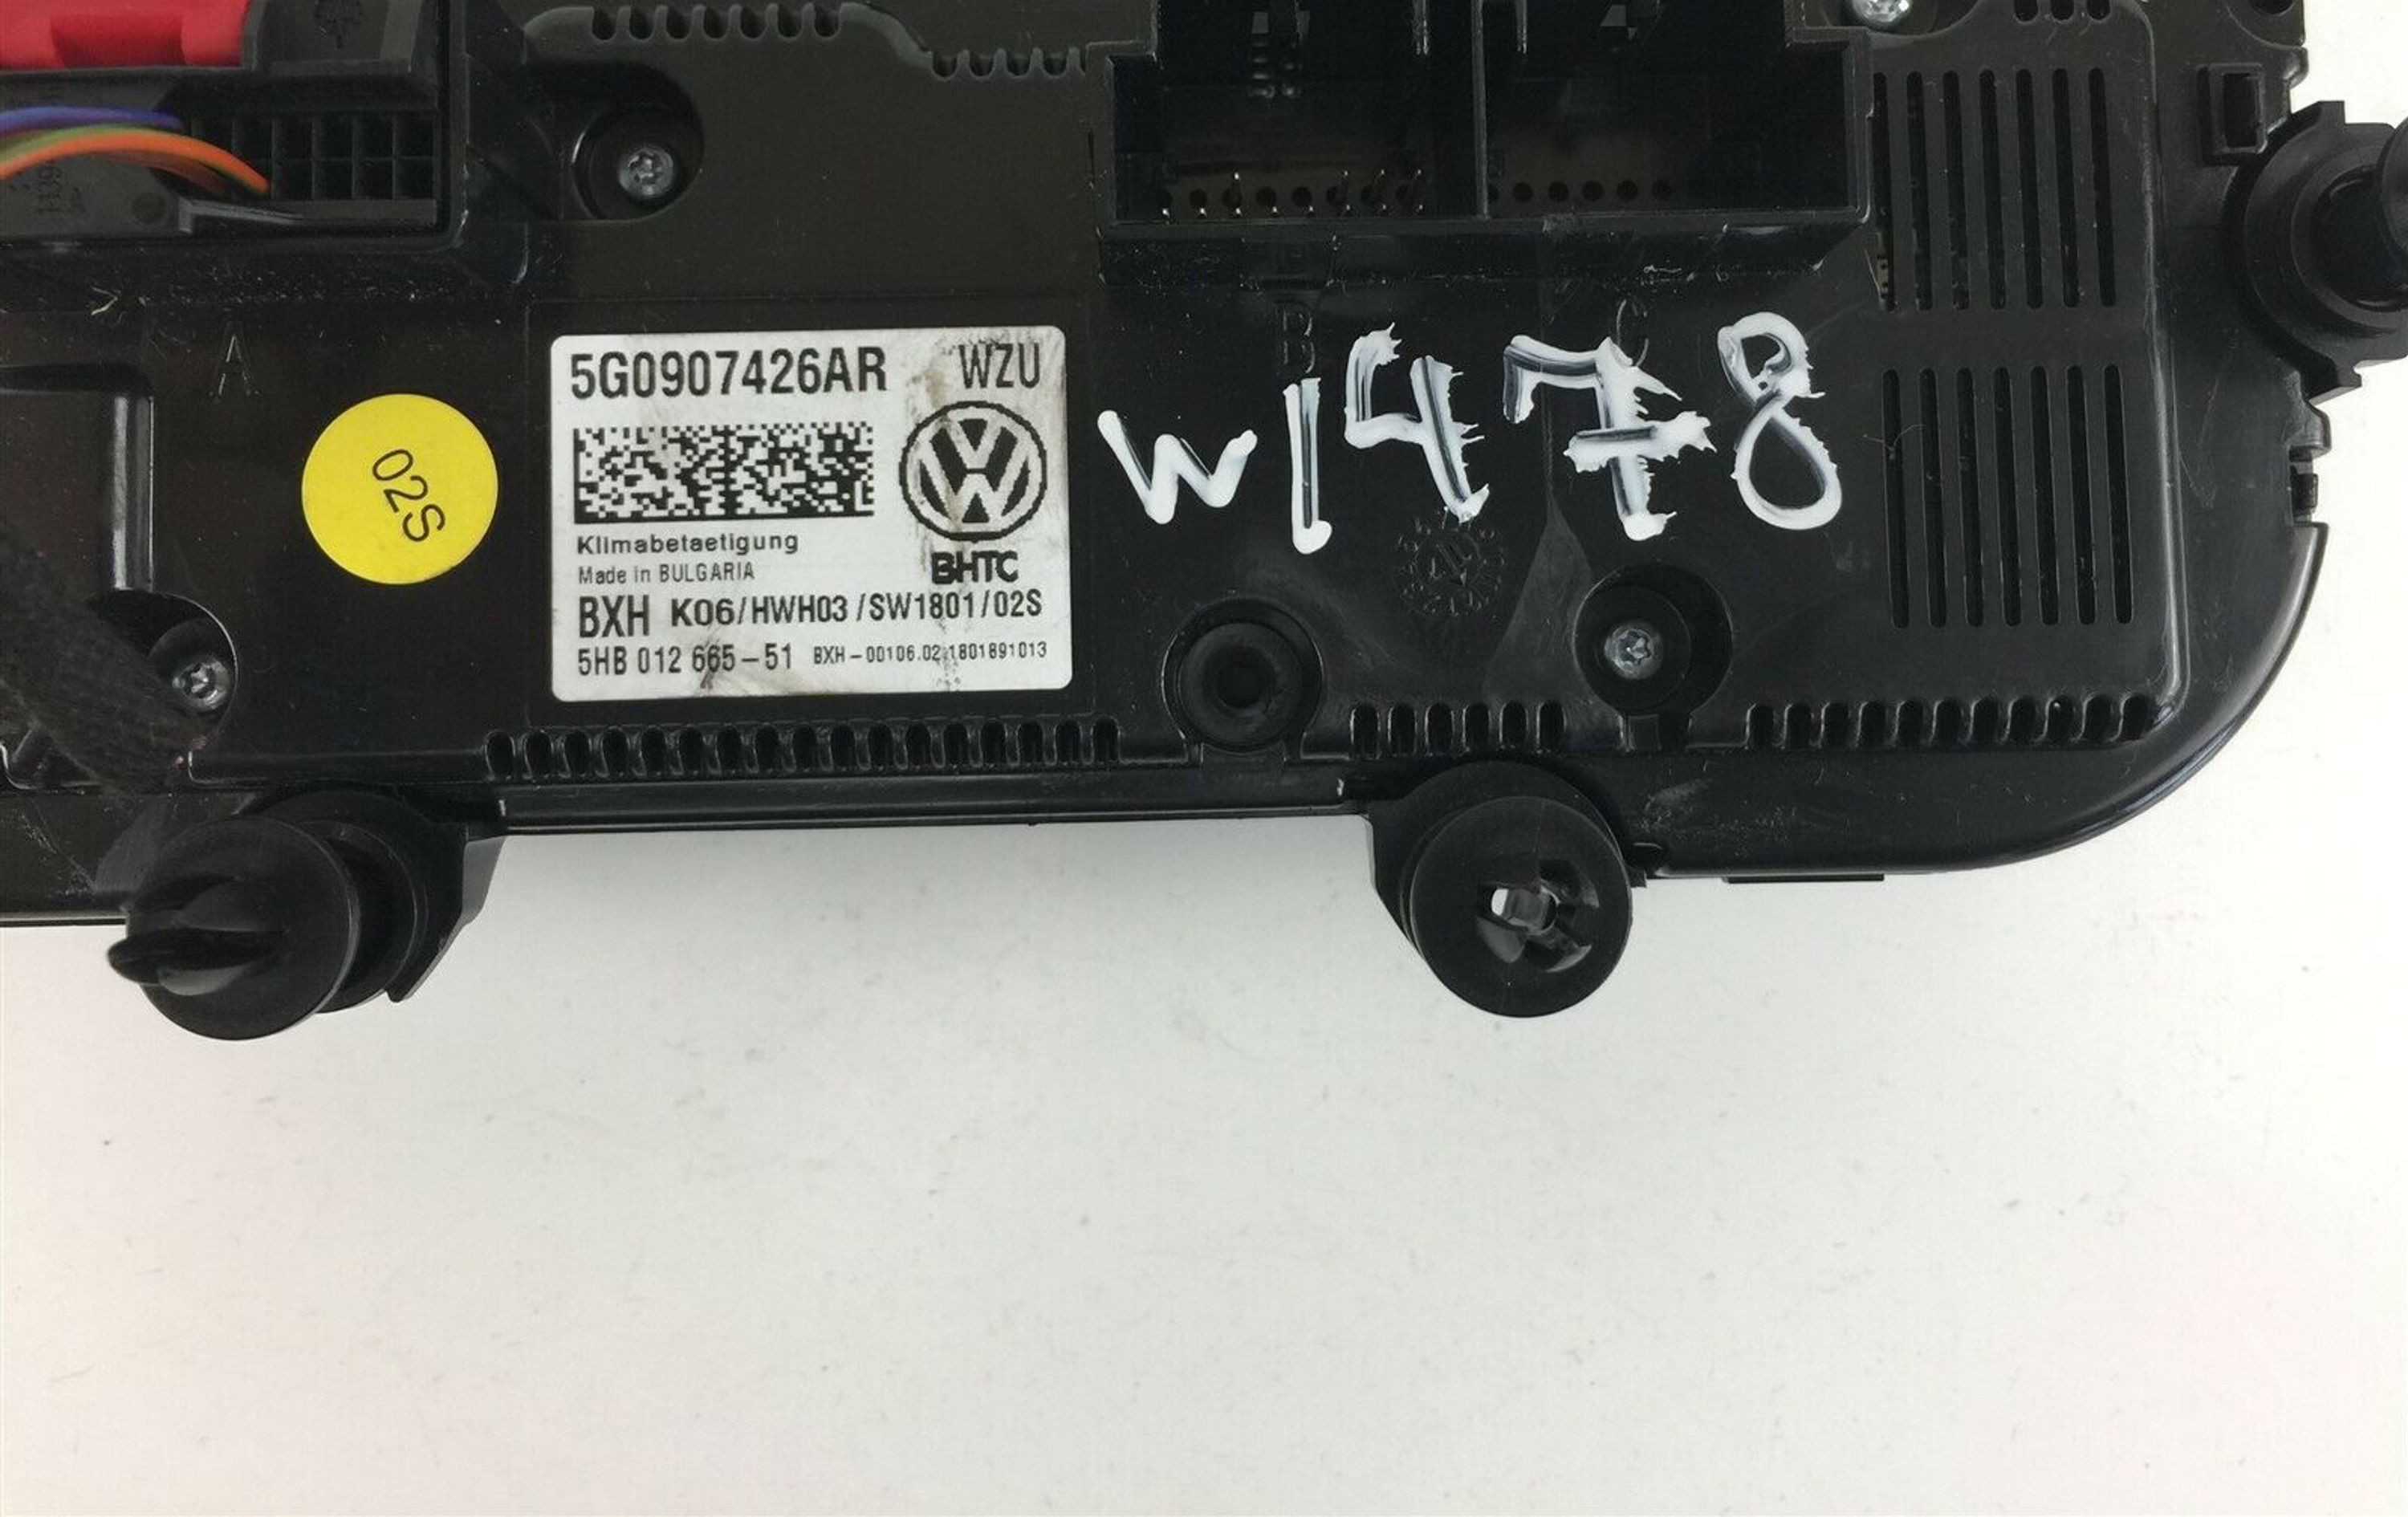 A
B
C
02S
5G0907426AR WZU
Klimabetaetigung
Made in BULGARIA
BHTC
BXH K06/HWH03/SW1801/02S
5HB 012 665-51 BXH-00106.02.1801891013
W1478